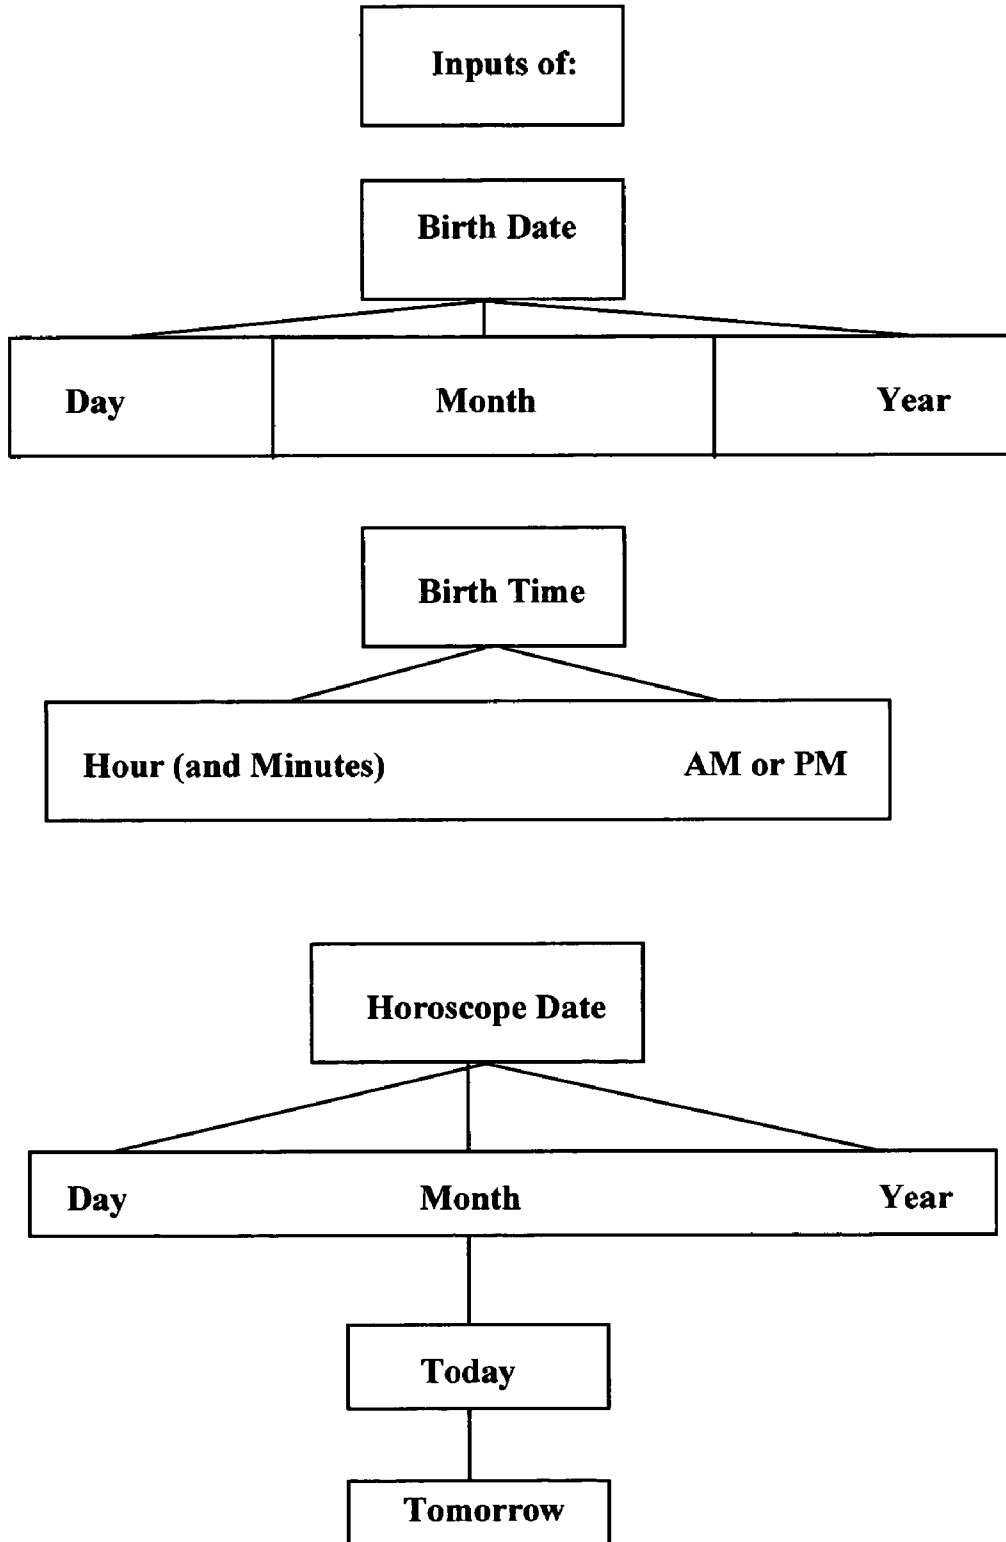 Inputs of:
Birth Date
Day Month Year
Birth Time
Hour (and Minutes) AM or PM
Horoscope Date
Day Month Year
Today
Tomorrow